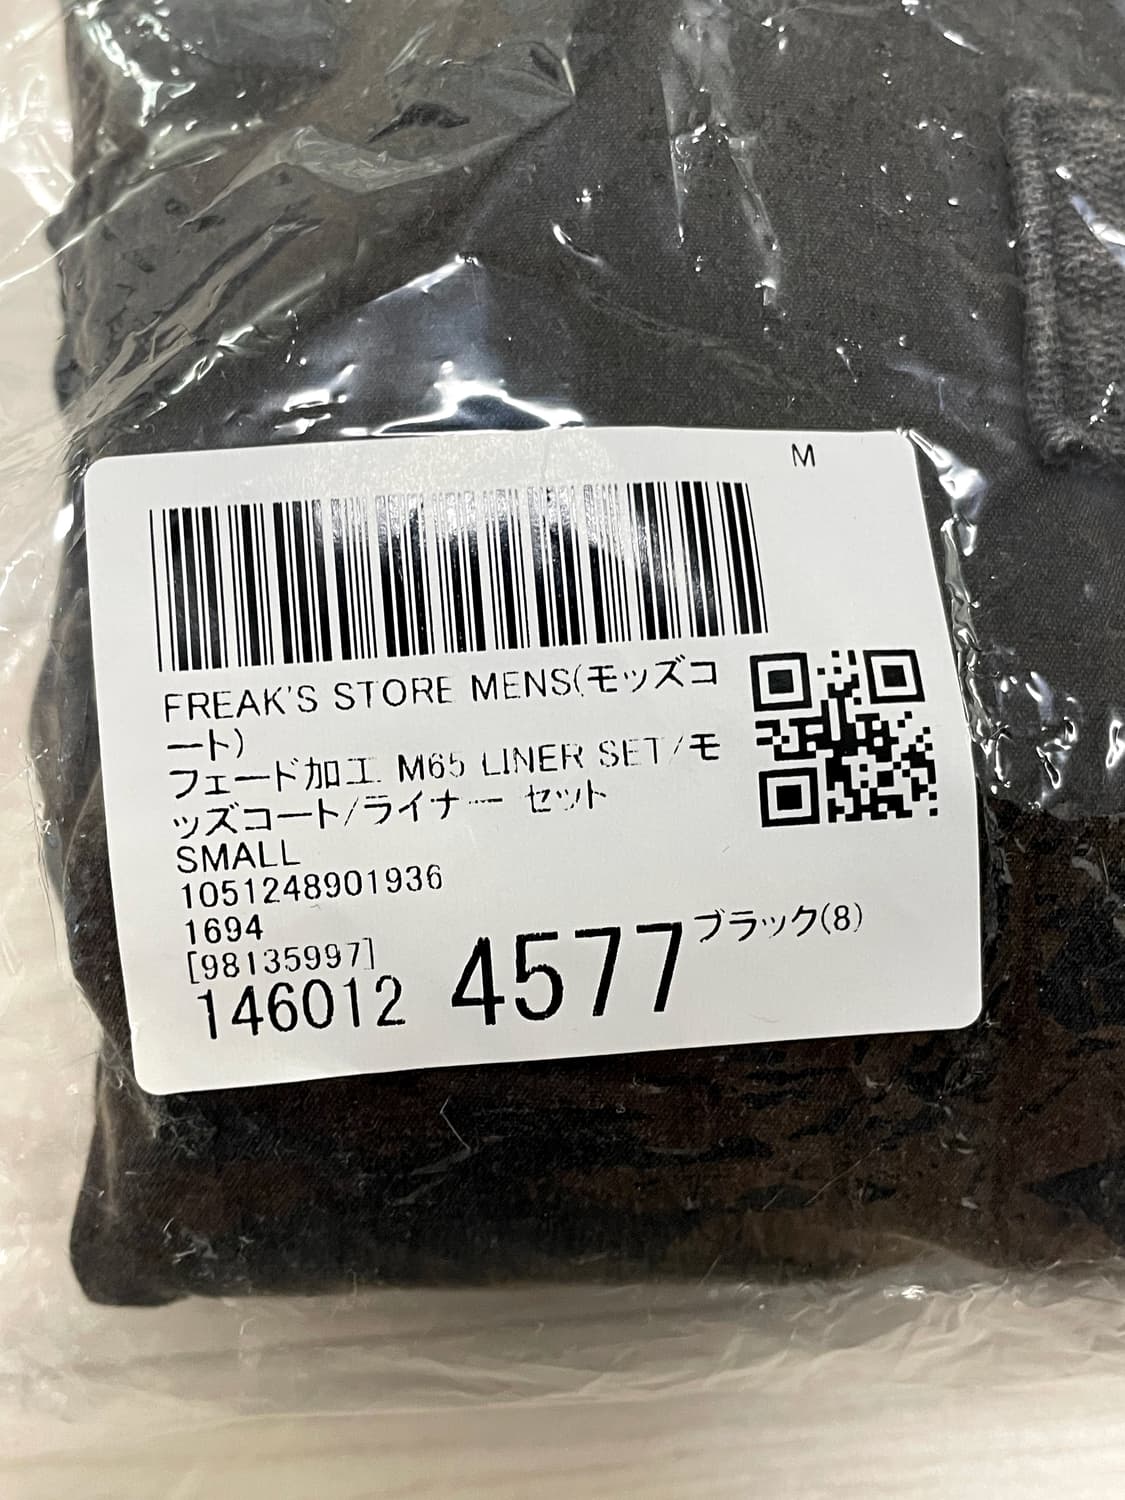 M
FREAK'S STORE MENS(モッズコ
ート)
フェード加工 M65 LINER SET/モ
ッズコート/ライナー セット
SMALL
1051248901936
1694
[98135997]
146012 4577 ブラック(8)